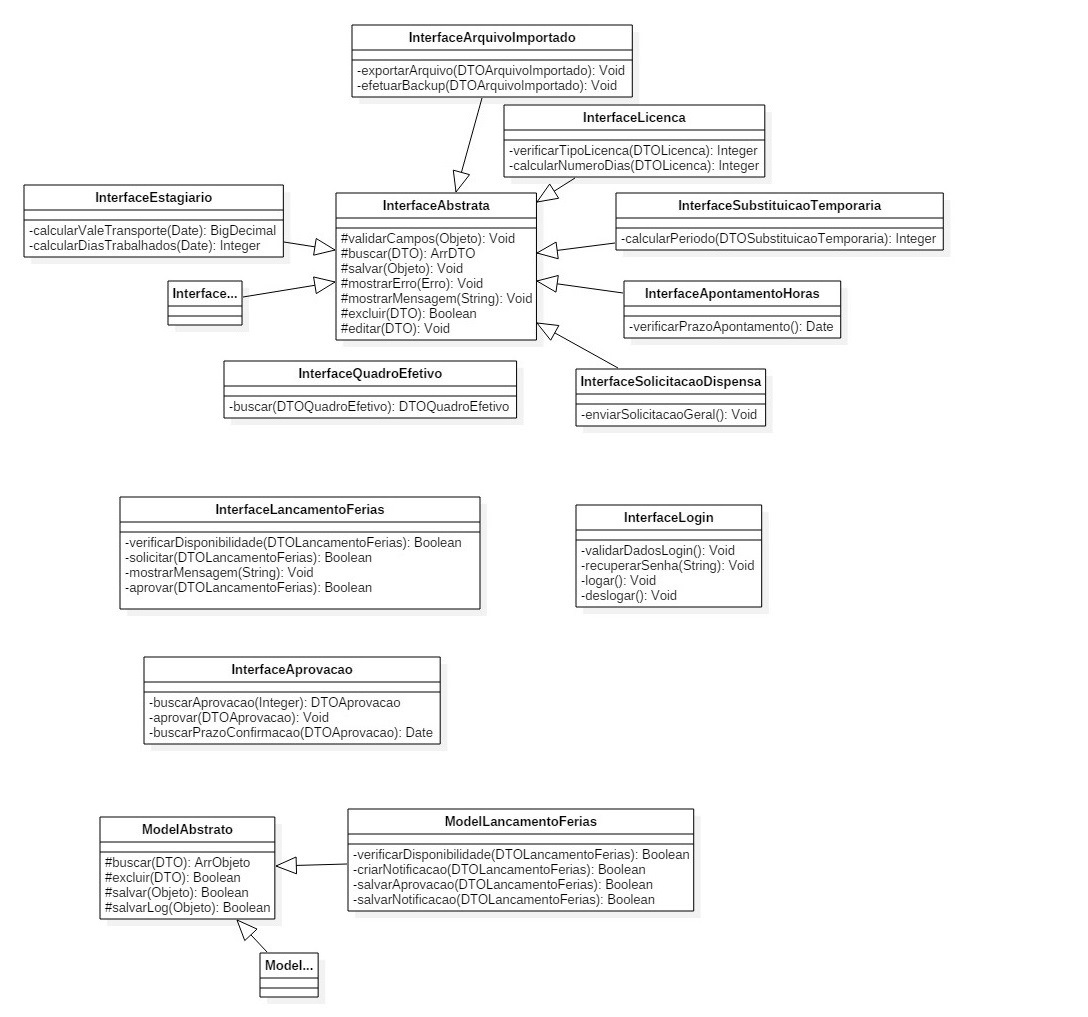 InterfaceArquivoImportado
-exportarArquivo(DTOArquivoImportado): Void
-efetuarBackup(DTOArquivoImportado): Void
InterfaceLicenca
-verificarTipoLicenca(DTOLicenca): Integer
-calcularNumeroDias(DTOLicenca): Integer
InterfaceEstagiario
-calcularValeTransporte(Date): BigDecimal
-calcularDiasTrabalhados(Date): Integer
InterfaceAbstrata
#validarCampos(Objeto): Void
#buscar(DTO): ArrDTO
#salvar(Objeto): Void
#mostrarErro(Erro): Void
#mostrarMensagem(String): Void
#excluir(DTO): Boolean
#editar(DTO): Void
InterfaceSubstituicaoTemporaria
-calcularPeriodo(DTOSubstituicaoTemporaria): Integer
Interface...
InterfaceApontamentoHoras
-verificarPrazoApontamento(): Date
InterfaceQuadroEfetivo
-buscar(DTOQuadroEfetivo): DTOQuadroEfetivo
InterfaceSolicitacaoDispensa
-enviarSolicitacaoGeral(): Void
InterfaceLancamentoFerias
-verificarDisponibilidade(DTOLancamentoFerias): Boolean
-solicitar(DTOLancamentoFerias): Boolean
-mostrarMensagem(String): Void
-aprovar(DTOLancamentoFerias): Boolean
InterfaceLogin
-validarDadosLogin(): Void
-recuperarSenha(String): Void
-logar(): Void
-deslogar(): Void
InterfaceAprovacao
-buscarAprovacao(Integer): DTOAprovacao
-aprovar(DTOAprovacao): Void
-buscarPrazoConfirmacao(DTOAprovacao): Date
ModelAbstrato
#buscar(DTO): ArrObjeto
#excluir(DTO): Boolean
#salvar(Objeto): Boolean
#salvarLog(Objeto): Boolean
ModelLancamentoFerias
-verificarDisponibilidade(DTOLancamentoFerias): Boolean
-criarNotificacao(DTOLancamentoFerias): Boolean
-salvarAprovacao(DTOLancamentoFerias): Boolean
-salvarNotificacao(DTOLancamentoFerias): Boolean
Model...